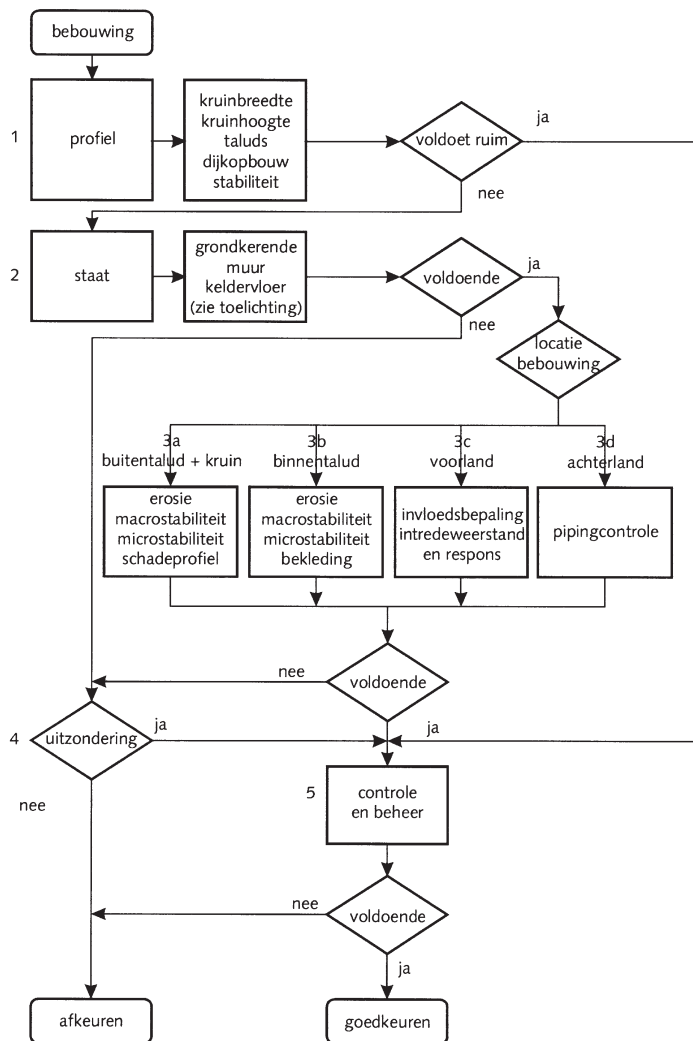 bebouwing
1
profiel
kruinbreedte
kruinhoogte
taluds
dijkopbouw
stabiliteit
voldoet ruim
ja
nee
2
staat
grondkerende
muur
keldervloer
(zie toelichting)
voldoende
ja
nee
locatie
bebouwing
3a
buitentalud + kruin
3b
binnentalud
3c
voorland
3d
achterland
erosie
macrostabiliteit
microstabiliteit
schadeprofiel
erosie
macrostabiliteit
microstabiliteit
bekleding
invloedsbepaling
intredeweerstand
en respons
pipingcontrole
nee
voldoende
4
uitzondering
ja
ja
nee
5
controle
en beheer
nee
voldoende
ja
afkeuren
goedkeuren